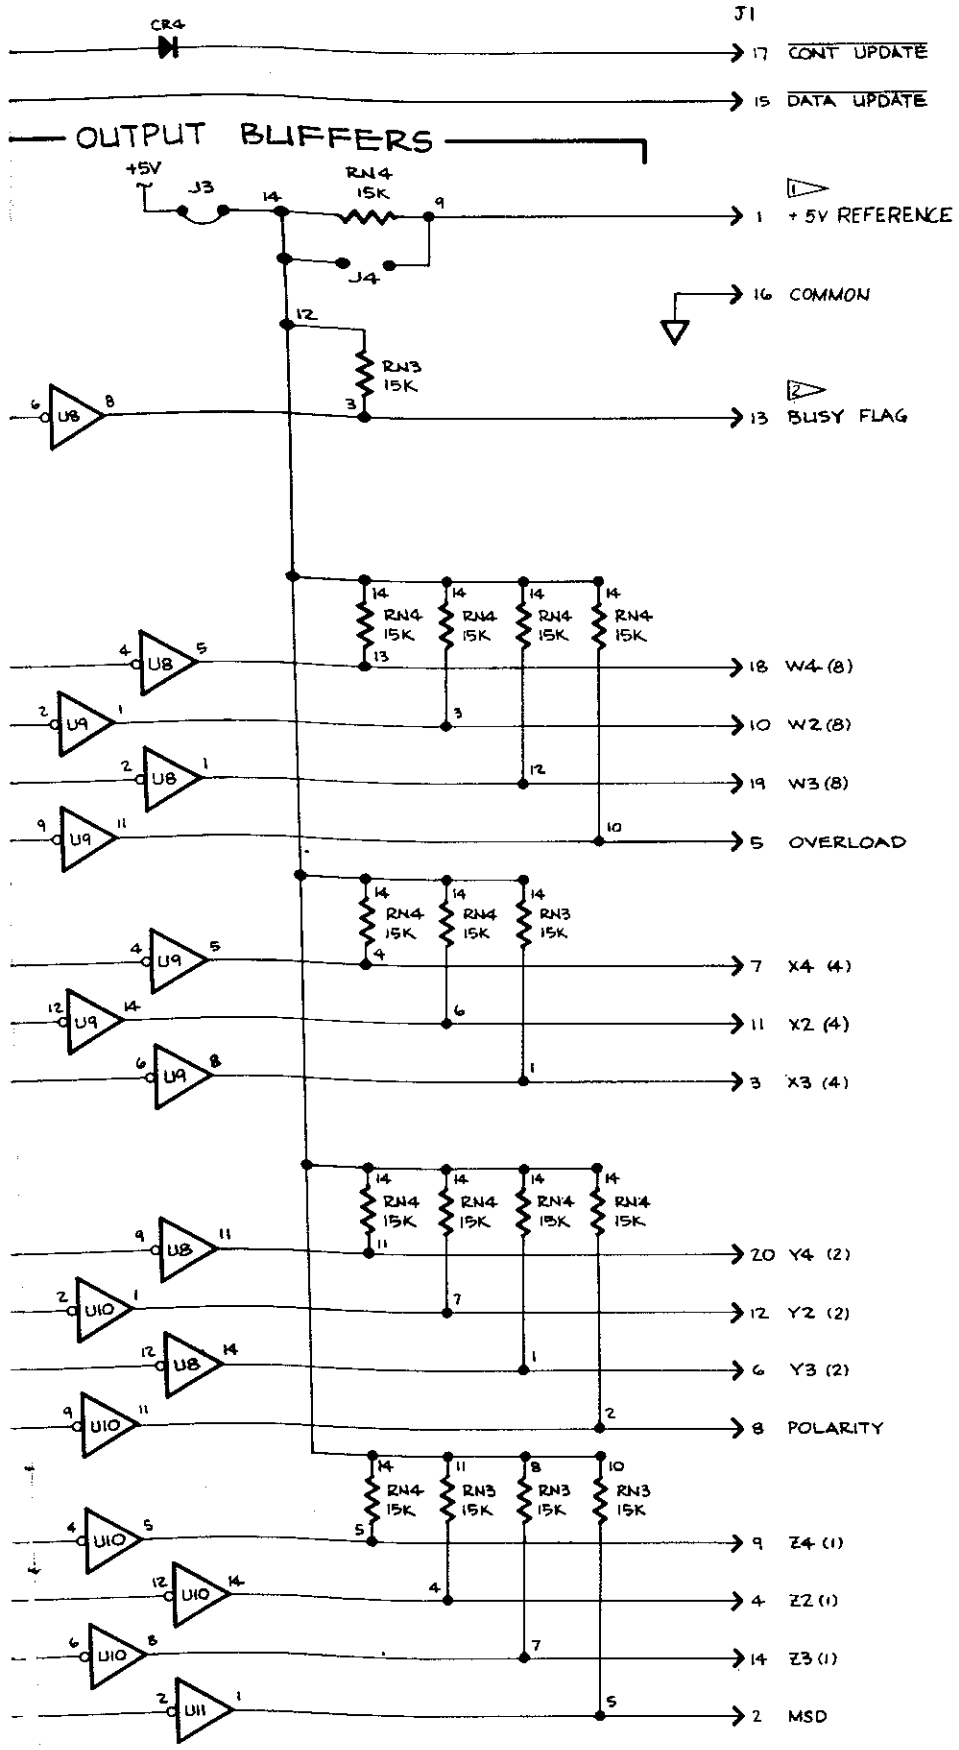 J1
CR4
17 CONT UPDATE
15 DATA UPDATE
OUTPUT BUFFERS
+5V
J3
14
RN4
15K
9
1
1 +5V REFERENCE
J4
16 COMMON
12
RN3
15K
3
6 U8 8
2
13 BUSY FLAG
14 14 14 14
RN4 RN4 RN4 RN4
15K 15K 15K 15K
4 U8 5 13 18 W4 (8)
2 U9 1 3 10 W2 (8)
2 U8 1 12 19 W3 (8)
9 U9 11 10 5 OVERLOAD
14 14 14
RN4 RN4 RN3
15K 15K 15K
4 U9 5 4 7 X4 (4)
12 U9 14 6 11 X2 (4)
6 U9 8 1 3 X3 (4)
14 14 14 14
RN4 RN4 RN4 RN4
15K 15K 15K 15K
9 U8 11 11 20 Y4 (2)
2 U10 1 7 12 Y2 (2)
12 U8 14 1 6 Y3 (2)
9 U10 11 2 8 POLARITY
14 11 8 10
RN4 RN3 RN3 RN3
15K 15K 15K 15K
4 U10 5 5 9 Z4 (1)
12 U10 14 4 4 Z2 (1)
6 U10 8 7 14 Z3 (1)
2 U11 1 5 2 MSD